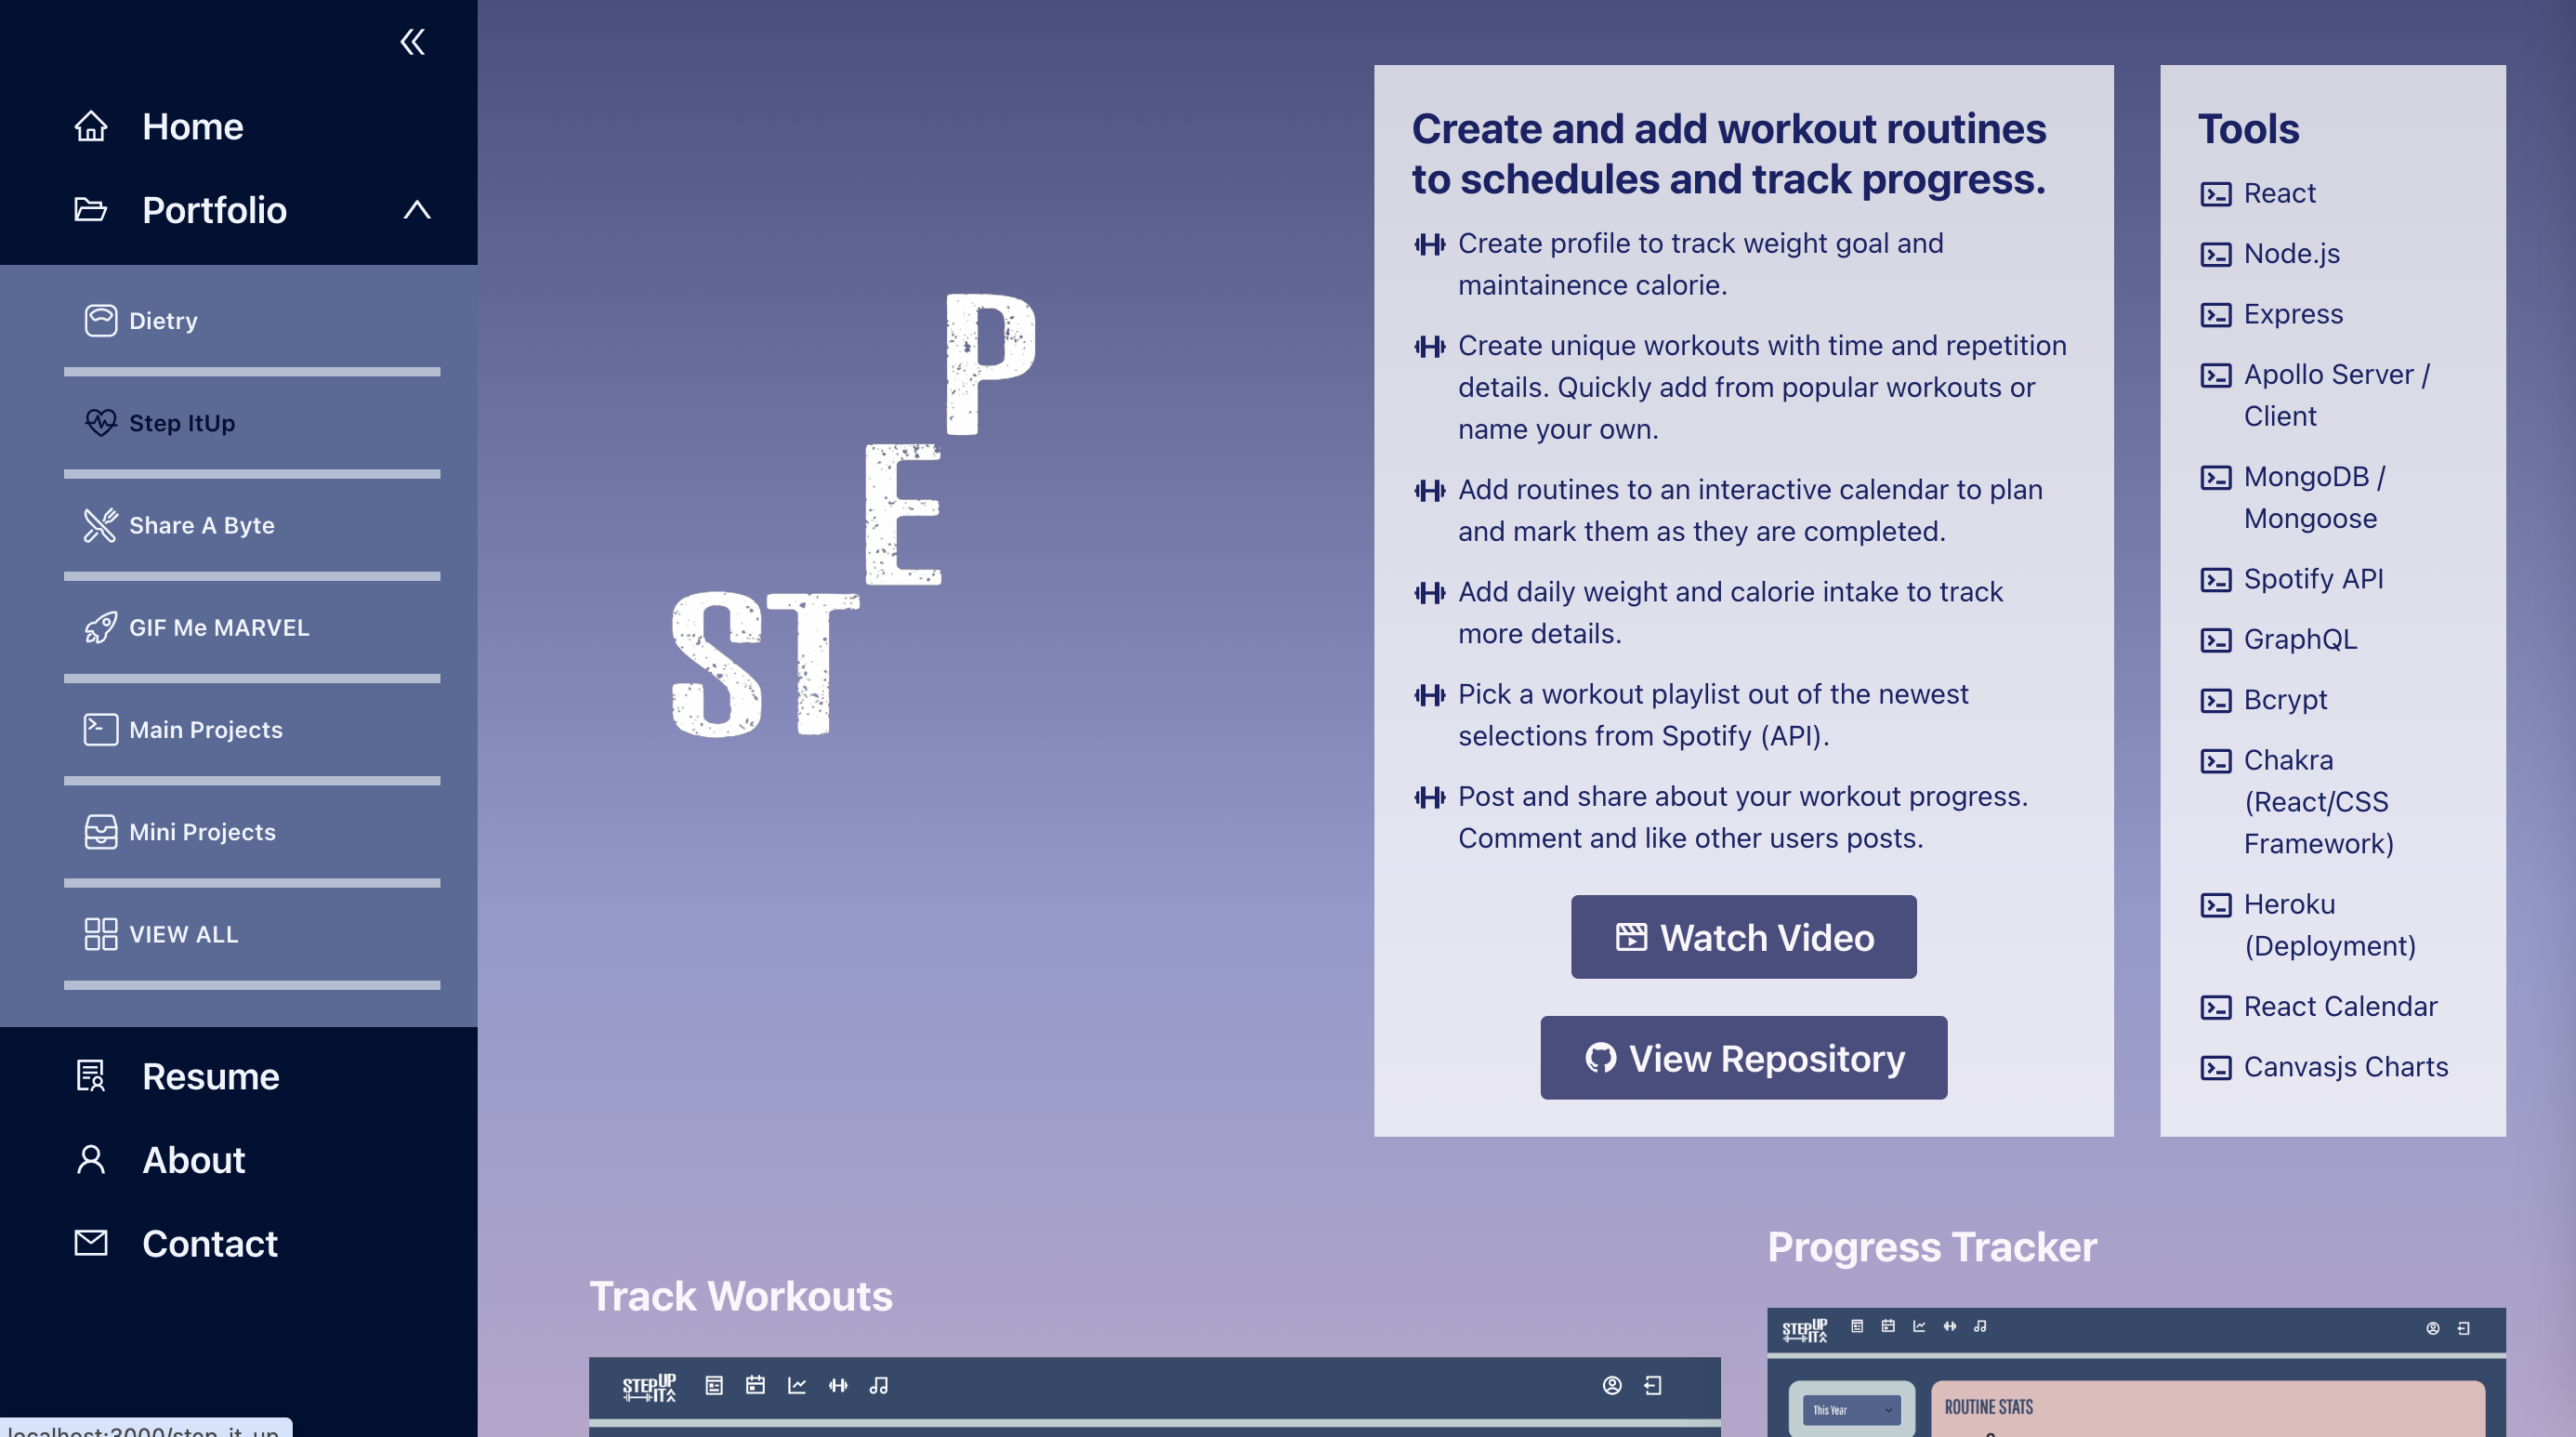 Home
Portfolio
Dietry
Step ItUp
Share A Byte
GIF Me MARVEL
Main Projects
Mini Projects
VIEW ALL
Resume
About
Contact
localhost:3000/step-it-up
P
E
ST
Create and add workout routines
to schedules and track progress.
Create profile to track weight goal and
maintainence calorie.
Create unique workouts with time and repetition
details. Quickly add from popular workouts or
name your own.
Add routines to an interactive calendar to plan
and mark them as they are completed.
Add daily weight and calorie intake to track
more details.
Pick a workout playlist out of the newest
selections from Spotify (API).
Post and share about your workout progress.
Comment and like other users posts.
Watch Video
View Repository
Tools
React
Node.js
Express
Apollo Server /
Client
MongoDB /
Mongoose
Spotify API
GraphQL
Bcrypt
Chakra
(React/CSS
Framework)
Heroku
(Deployment)
React Calendar
Canvasjs Charts
Track Workouts
STEP UP
IT
Progress Tracker
STEP UP
IT
This Year
ROUTINE STATS